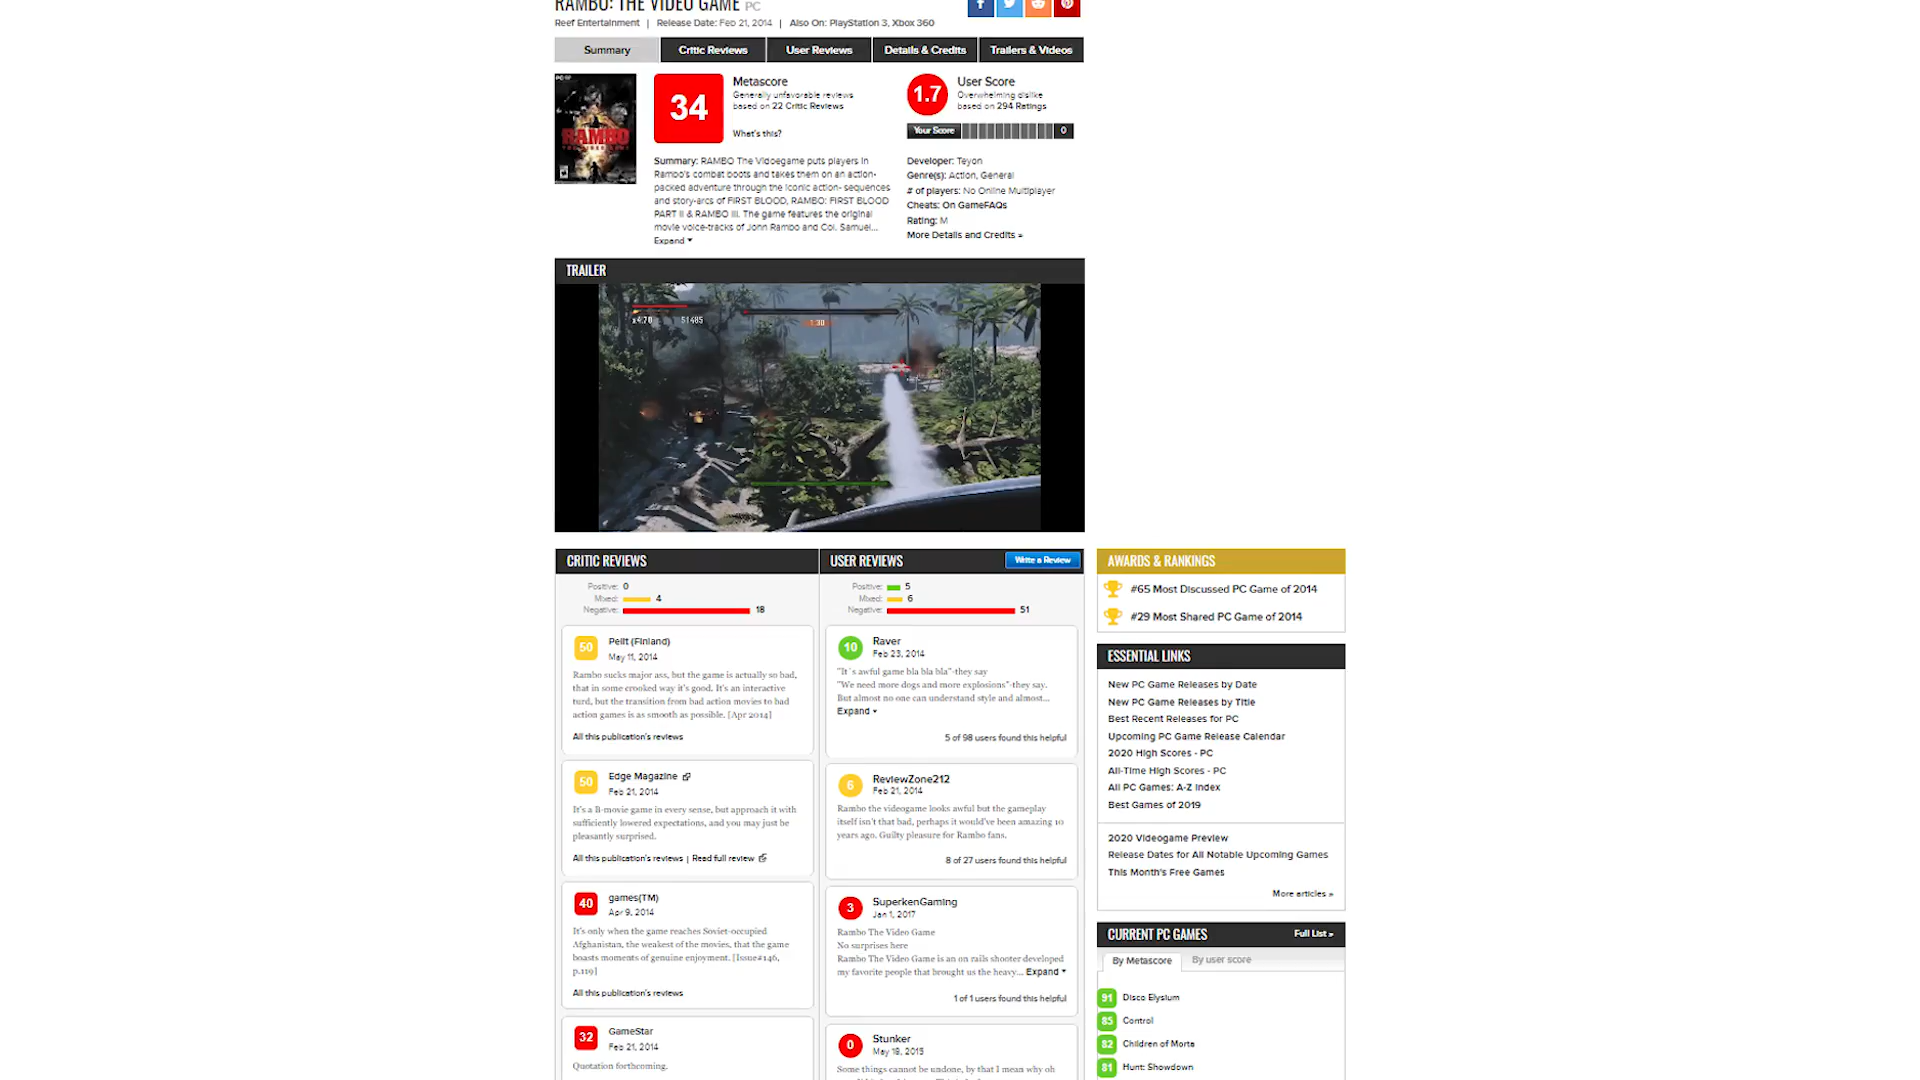 RAMBO: THE VIDEO GAME PC
Reef Entertainment | Release Date: Feb 21, 2014 | Also On: PlayStation 3, Xbox 360
Summary
Critic Reviews
User Reviews
Details & Credits
Trailers & Videos
RAMBO
34
Metascore
Generally unfavorable reviews
based on 22 Critic Reviews
What's this?
1.7
User Score
Overwhelming dislike
based on 294 Ratings
Your Score
0
Summary: RAMBO The Videogame puts players in
Rambo's combat boots and takes them on an action-
packed adventure through the iconic action- sequences
and story-arcs of FIRST BLOOD, RAMBO: FIRST BLOOD
PART II & RAMBO III. The game features the original
movie voice-tracks of John Rambo and Col. Samuel...
Expand
Developer: Teyon
Genre(s): Action, General
# of players: No Online Multiplayer
Cheats: On GameFAQs
Rating: M
More Details and Credits »
TRAILER
x4.70 51485
1.30
CRITIC REVIEWS
Positive: 0
Mixed: 4
Negative: 18
50
Pelit (Finland)
May 11, 2014
Rambo sucks major ass, but the game is actually so bad,
that in some crooked way it's good. It's an interactive
turd, but the transition from bad action movies to bad
action games is as smooth as possible. [Apr 2014]
All this publication's reviews
50
Edge Magazine
Feb 21, 2014
It's a B-movie game in every sense, but approach it with
sufficiently lowered expectations, and you may just be
pleasantly surprised.
All this publication's reviews | Read full review
40
games(TM)
Apr 9, 2014
It's only when the game reaches Soviet-occupied
Afghanistan, the weakest of the movies, that the game
boasts moments of genuine enjoyment. [Issue#146,
p.119]
All this publication's reviews
32
GameStar
Feb 21, 2014
Quotation forthcoming.
USER REVIEWS
Write a Review
Positive: 5
Mixed: 6
Negative: 51
10
Raver
Feb 23, 2014
"It´s awful game bla bla bla"-they say
"We need more dogs and more explosions"-they say.
But almost no one can understand style and almost...
Expand
5 of 98 users found this helpful
6
ReviewZone212
Feb 21, 2014
Rambo the videogame looks awful but the gameplay
itself isn't that bad, perhaps it would've been amazing 10
years ago. Guilty pleasure for Rambo fans.
8 of 27 users found this helpful
3
SuperkenGaming
Jan 1, 2017
Rambo The Video Game
No surprises here
Rambo The Video Game is an on rails shooter developed
my favorite people that brought us the heavy... Expand
1 of 1 users found this helpful
0
Stunker
May 18, 2015
Some things cannot be undone, by that I mean why oh
AWARDS & RANKINGS
#65 Most Discussed PC Game of 2014
#29 Most Shared PC Game of 2014
ESSENTIAL LINKS
New PC Game Releases by Date
New PC Game Releases by Title
Best Recent Releases for PC
Upcoming PC Game Release Calendar
2020 High Scores - PC
All-Time High Scores - PC
All PC Games: A-Z Index
Best Games of 2019
2020 Videogame Preview
Release Dates for All Notable Upcoming Games
This Month's Free Games
More articles »
CURRENT PC GAMES
Full List »
By Metascore
By user score
91 Disco Elysium
85 Control
82 Children of Morta
81 Hunt: Showdown